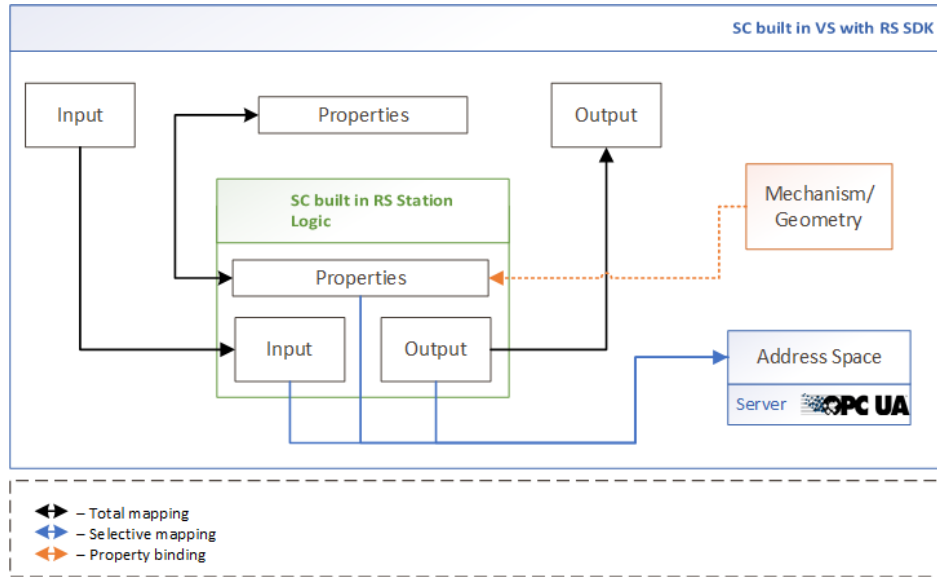 SC built in VS with RS SDK
Input
Properties
Output
SC built in RS Station
Logic
Mechanism/
Geometry
Properties
Input
Output
Address Space
Server OPC UA
– Total mapping
– Selective mapping
– Property binding